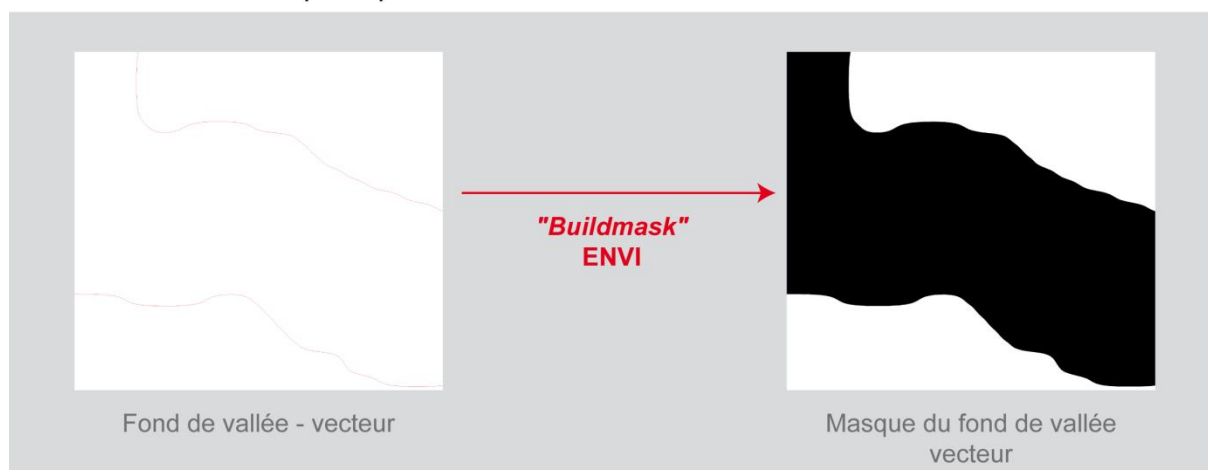 "Buildmask"
ENVI
Fond de vallée - vecteur
Masque du fond de vallée
vecteur